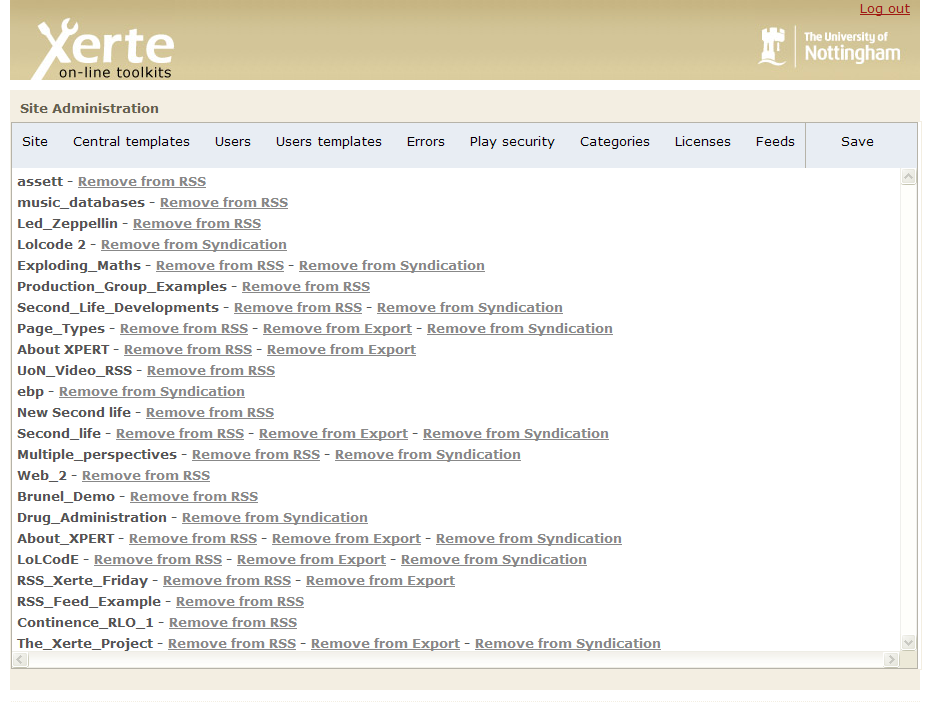 Log out
Xerte
on-line toolkits
The University of
Nottingham
Site Administration
Site Central templates Users Users templates Errors Play security Categories Licenses Feeds Save
assett - Remove from RSS
music_databases - Remove from RSS
Led_Zeppellin - Remove from RSS
Lolcode 2 - Remove from Syndication
Exploding_Maths - Remove from RSS - Remove from Syndication
Production_Group_Examples - Remove from RSS
Second_Life_Developments - Remove from RSS - Remove from Syndication
Page_Types - Remove from RSS - Remove from Export - Remove from Syndication
About XPERT - Remove from RSS - Remove from Export
UoN_Video_RSS - Remove from RSS
ebp - Remove from Syndication
New Second life - Remove from RSS
Second_life - Remove from RSS - Remove from Export - Remove from Syndication
Multiple_perspectives - Remove from RSS - Remove from Syndication
Web_2 - Remove from RSS
Brunel_Demo - Remove from RSS
Drug_Administration - Remove from Syndication
About_XPERT - Remove from RSS - Remove from Export - Remove from Syndication
LoLCodE - Remove from RSS - Remove from Export - Remove from Syndication
RSS_Xerte_Friday - Remove from RSS - Remove from Export
RSS_Feed_Example - Remove from RSS
Continence_RLO_1 - Remove from RSS
The_Xerte_Project - Remove from RSS - Remove from Export - Remove from Syndication